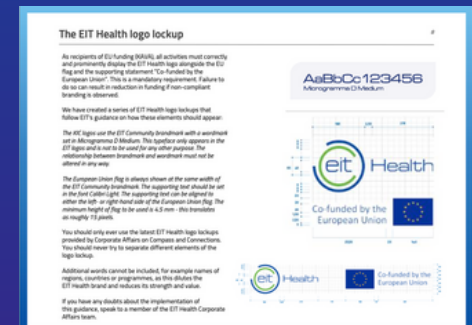 The EIT Health logo lockup
As recipients of EU funding (KAVA), all activities must correctly
and prominently display the EIT Health logo alongside the EU
flag and the supporting statement "Co-funded by the
European Union". This is a mandatory requirement. Failure to
do so can result in reduction in funding if non-compliant
branding is observed.
We have created a series of EIT Health logo lockups that
follow EIT's guidance on how these elements should appear:
The KIC logos use the EIT Community brandmark with a wordmark
set in Microgramma D Medium. This typeface only appears in the
EIT logos and is not to be used for any other purpose. The
relationship between brandmark and wordmark must not be
altered in any way.
The European Union flag is always shown at the same width of
the EIT Community brandmark. The supporting text should be set
in the font Calibri Light. The supporting text can be aligned to
either the left- or right-hand side of the European Union flag. The
minimum height of flag to be used is 4.5 mm - this translates
as roughly 15 pixels.
You should only ever use the latest EIT Health logo lockups
provided by Corporate Affairs on Compass and Connections.
You should never try to separate different elements of the
logo lockup.
Additional words cannot be included, for example names of
regions, countries or programmes, as this dilutes the
EIT Health brand and reduces its strength and value.
If you have any doubts about the implementation of
this guidance, speak to a member of the EIT Health Corporate
Affairs team.
AaBbCc123456
Microgramma D Medium
eit Health
Co-funded by the
European Union
eit Health
Co-funded by the
European Union